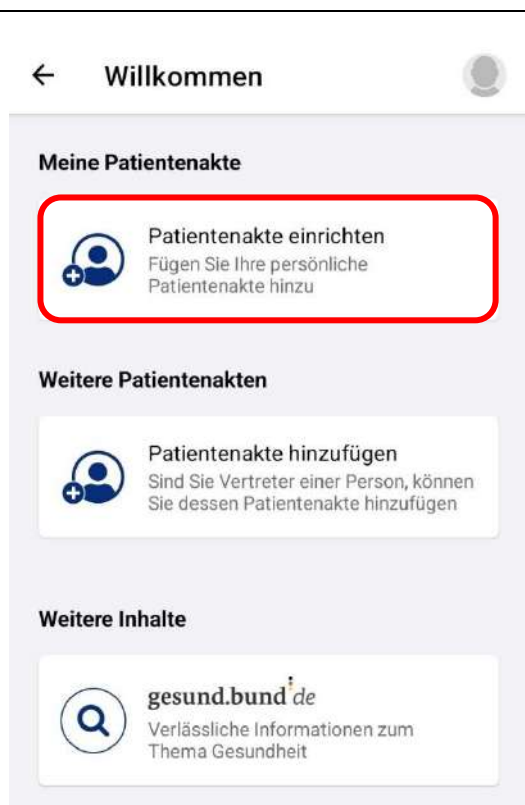 Willkommen
Meine Patientenakte
Patientenakte einrichten
Fügen Sie Ihre persönliche
Patientenakte hinzu
Weitere Patientenakten
Patientenakte hinzufügen
Sind Sie Vertreter einer Person, können
Sie dessen Patientenakte hinzufügen
Weitere Inhalte
gesund.bund.de
Verlässliche Informationen zum
Thema Gesundheit